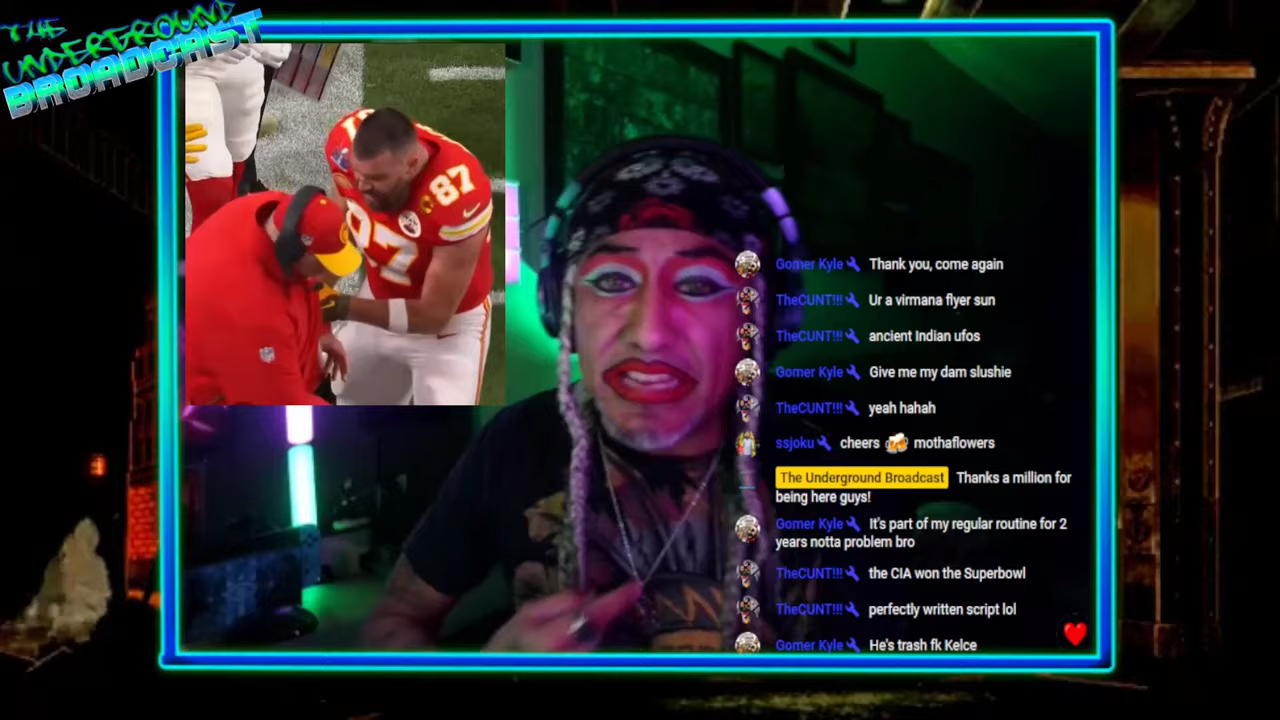 THE
UNDERGROUND
BROADCAST
87
87
Gomer Kyle Thank you, come again
TheCUNT!!! Ur a virmana flyer sun
TheCUNT!!! ancient Indian ufos
Gomer Kyle Give me my dam slushie
TheCUNT!!! yeah hahah
ssjoku cheers 🍻 mothaflowers
The Underground Broadcast Thanks a million for
being here guys!
Gomer Kyle It's part of my regular routine for 2
years notta problem bro
TheCUNT!!! the CIA won the Superbowl
TheCUNT!!! perfectly written script lol
Gomer Kyle He's trash fk Kelce